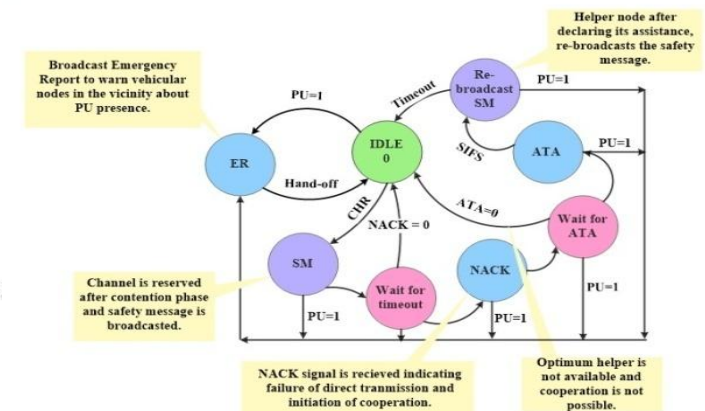 Helper node after
declaring its assistance,
re-broadcasts the safety
message.
Broadcast Emergency
Report to warn vehicular
nodes in the vicinity about
PU presence.
PU=1
Timeout
Re-
broadcast
SM
PU=1
ER
IDLE
0
SIFS
ATA
PU=1
Hand-off
CHR
NACK = 0
ATA=0
Wait for
ATA
SM
Wait for
timeout
NACK
PU=1
PU=1
PU=1
Channel is reserved
after contention phase
and safety message is
broadcasted.
NACK signal is recieved indicating
failure of direct tranmission and
initiation of cooperation.
Optimum helper is
not available and
cooperation is not
possible.